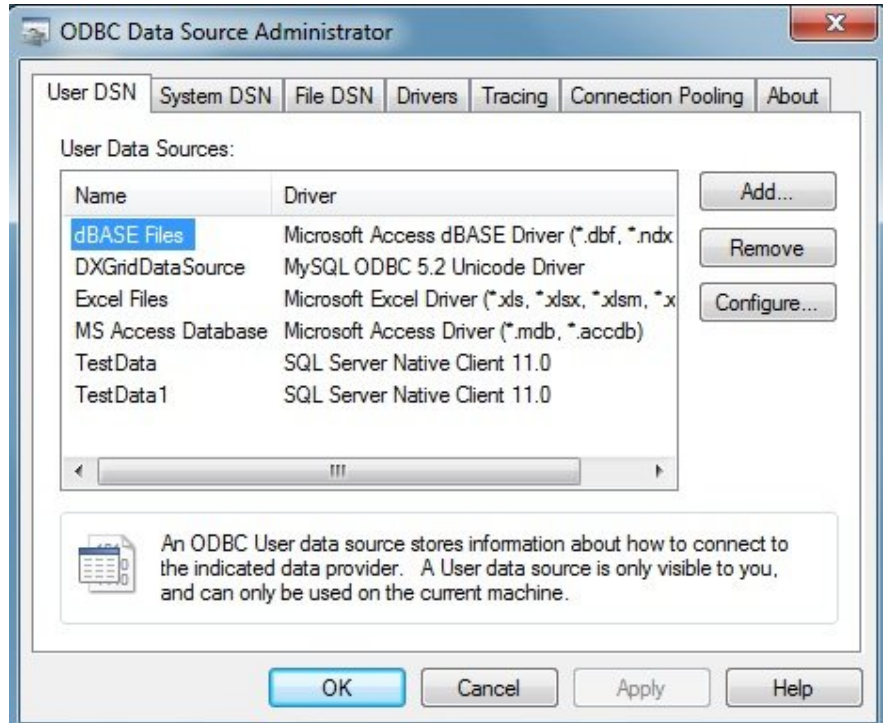 ODBC Data Source Administrator
User DSN System DSN File DSN Drivers Tracing Connection Pooling About
User Data Sources:
Name Driver
dBASE Files Microsoft Access dBASE Driver (*.dbf, *.ndx
DXGridDataSource MySQL ODBC 5.2 Unicode Driver
Excel Files Microsoft Excel Driver (*.xls, *.xlsx, *.xlsm, *.x
MS Access Database Microsoft Access Driver (*.mdb, *.accdb)
TestData SQL Server Native Client 11.0
TestData1 SQL Server Native Client 11.0
Add...
Remove
Configure...
An ODBC User data source stores information about how to connect to
the indicated data provider. A User data source is only visible to you,
and can only be used on the current machine.
OK Cancel Apply Help